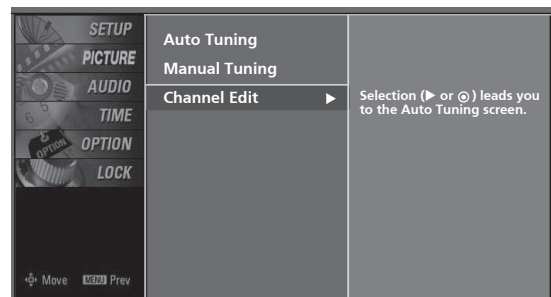 SETUP
PICTURE
AUDIO
TIME
OPTION
LOCK
Move MENU Prev
Auto Tuning
Manual Tuning
Channel Edit ▶
Selection (▶ or ◉) leads you
to the Auto Tuning screen.